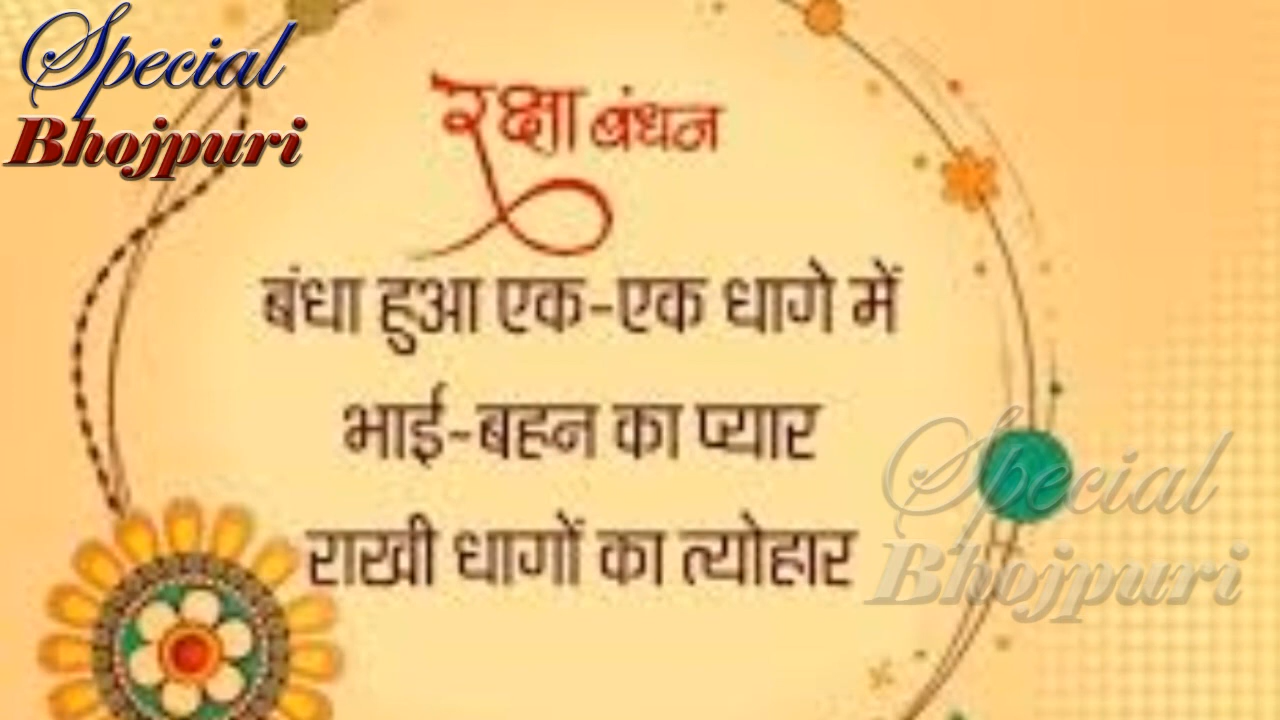 Special
Bhojpuri
रक्षा बंधन
बंधा हुआ एक-एक धागे में
भाई-बहन का प्यार
राखी धागों का त्योहार
Special
Bhojpuri